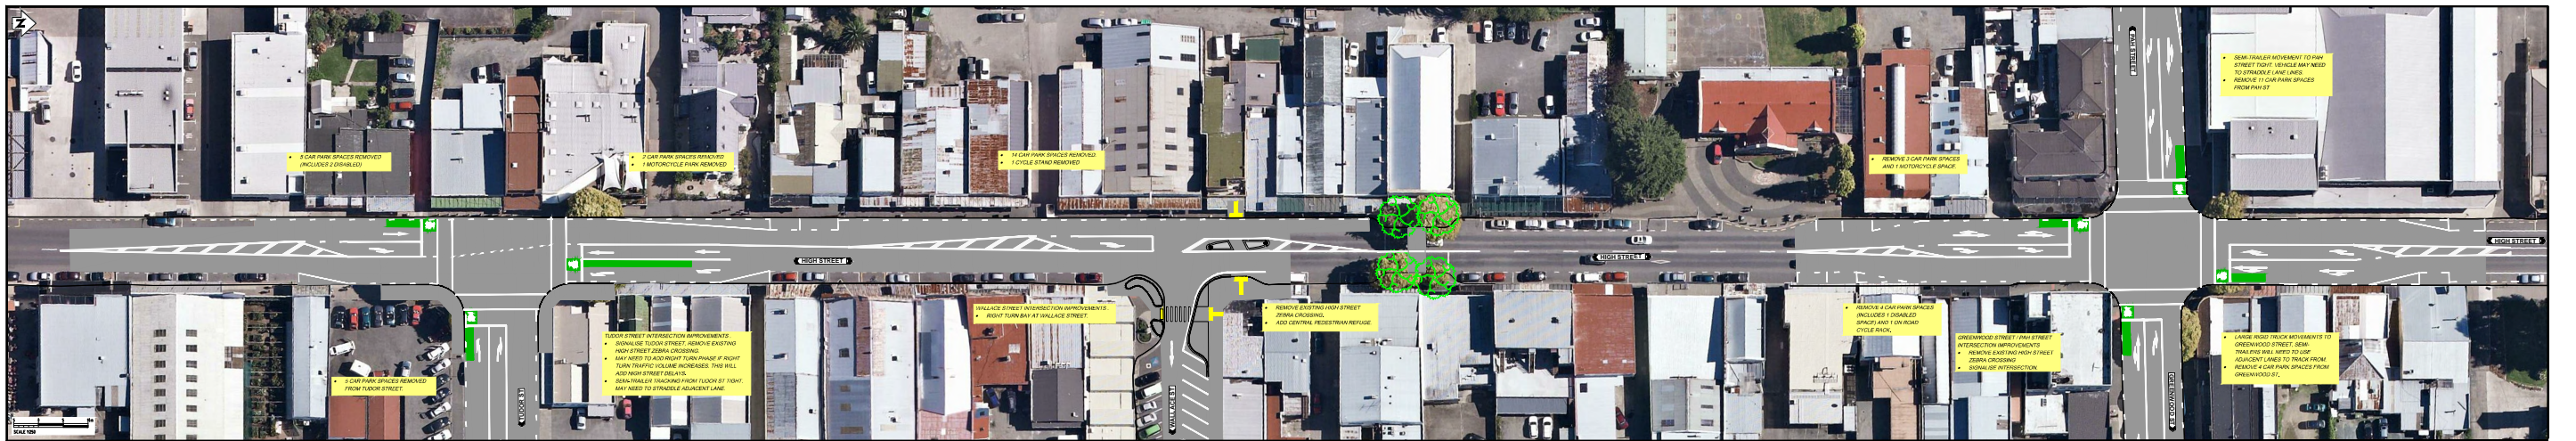 Z
PAH STREET
• SEMI-TRAILER MOVEMENT TO PAH
STREET TIGHT. VEHICLE MAY NEED
TO STRADDLE LANE LINES.
• REMOVE 11 CAR PARK SPACES
FROM PAH ST
• 5 CAR PARK SPACES REMOVED
(INCLUDES 2 DISABLED)
• 2 CAR PARK SPACES REMOVED
• 1 MOTORCYCLE PARK REMOVED
• 14 CAR PARK SPACES REMOVED.
• 1 CYCLE STAND REMOVED
• REMOVE 3 CAR PARK SPACES
AND 1 MOTORCYCLE SPACE.
HIGH STREET
HIGH STREET
HIGH STREET
WALLACE STREET INTERSECTION IMPROVEMENTS
• RIGHT TURN BAY AT WALLACE STREET.
• REMOVE EXISTING HIGH STREET
ZEBRA CROSSING.
• ADD CENTRAL PEDESTRIAN REFUGE.
• REMOVE 4 CAR PARK SPACES
(INCLUDES 1 DISABLED
SPACE) AND 1 ON ROAD
CYCLE RACK.
TUDOR STREET INTERSECTION IMPROVEMENTS
• SIGNALISE TUDOR STREET, REMOVE EXISTING
HIGH STREET ZEBRA CROSSING.
• MAY NEED TO ADD RIGHT TURN PHASE IF RIGHT
TURN TRAFFIC VOLUME INCREASES. THIS WILL
ADD HIGH STREET DELAYS.
• SEMI-TRAILER TRACKING FROM TUDOR ST TIGHT.
MAY NEED TO STRADDLE ADJACENT LANE.
GREENWOOD STREET / PAH STREET
INTERSECTION IMPROVEMENTS
• REMOVE EXISTING HIGH STREET
ZEBRA CROSSING
• SIGNALISE INTERSECTION.
• LARGE RIGID TRUCK MOVEMENTS TO
GREENWOOD STREET, SEMI-
TRAILERS WILL NEED TO USE
ADJACENT LANES TO TRACK FROM.
• REMOVE 4 CAR PARK SPACES FROM
GREENWOOD ST.
• 5 CAR PARK SPACES REMOVED
FROM TUDOR STREET.
TUDOR ST
WALLACE ST
GREENWOOD ST
SCALE 1:250